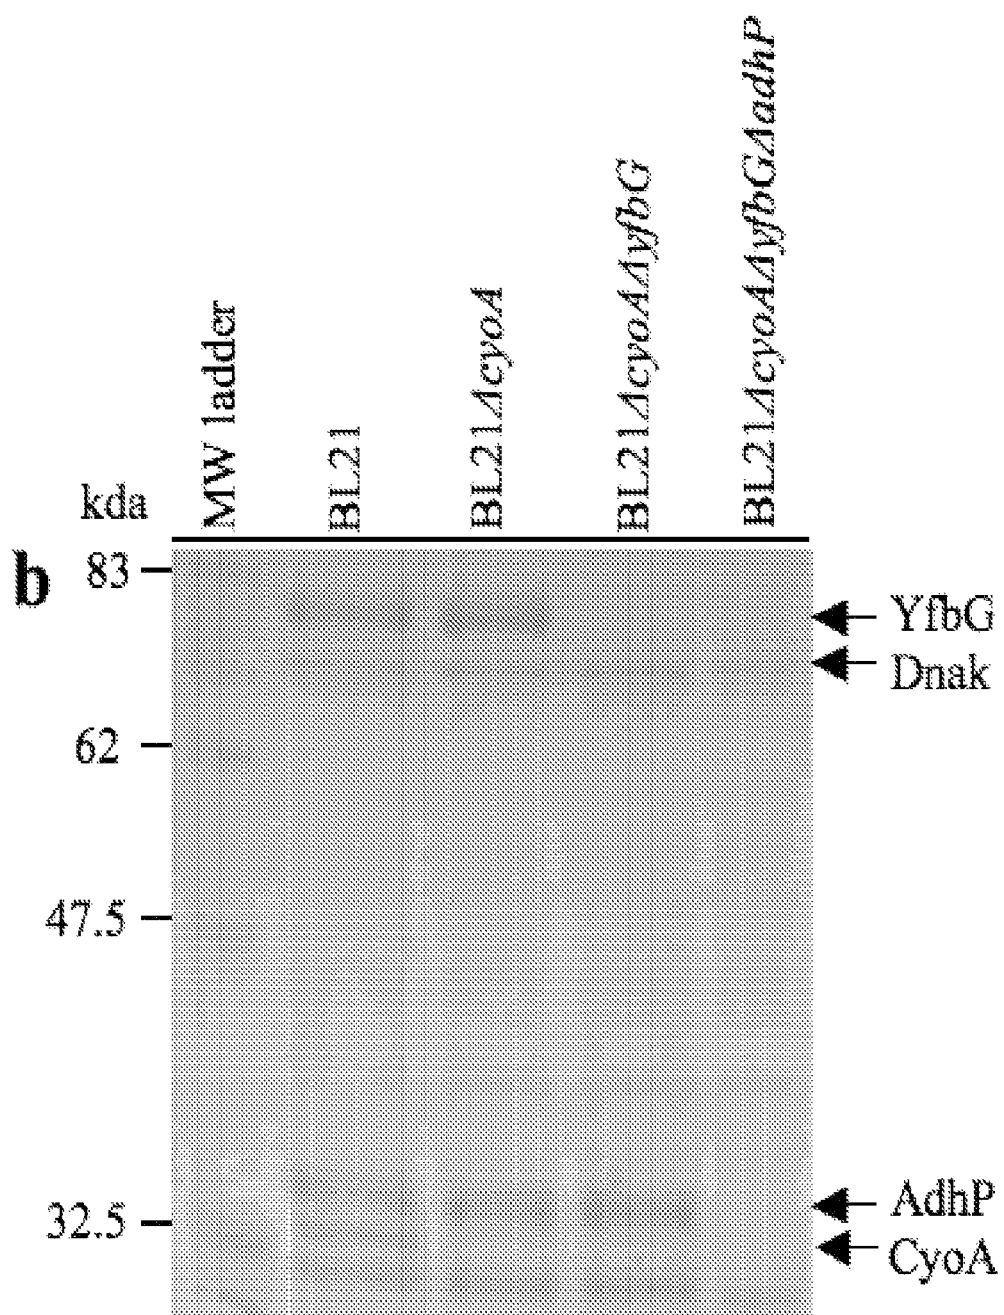 MW ladder
BL21
BL21ΔcyoA
BL21ΔcyoAΔyfbG
BL21ΔcyoAΔyfbGΔadhP
kda
b
83
62
47.5
32.5
YfbG
Dnak
AdhP
CyoA